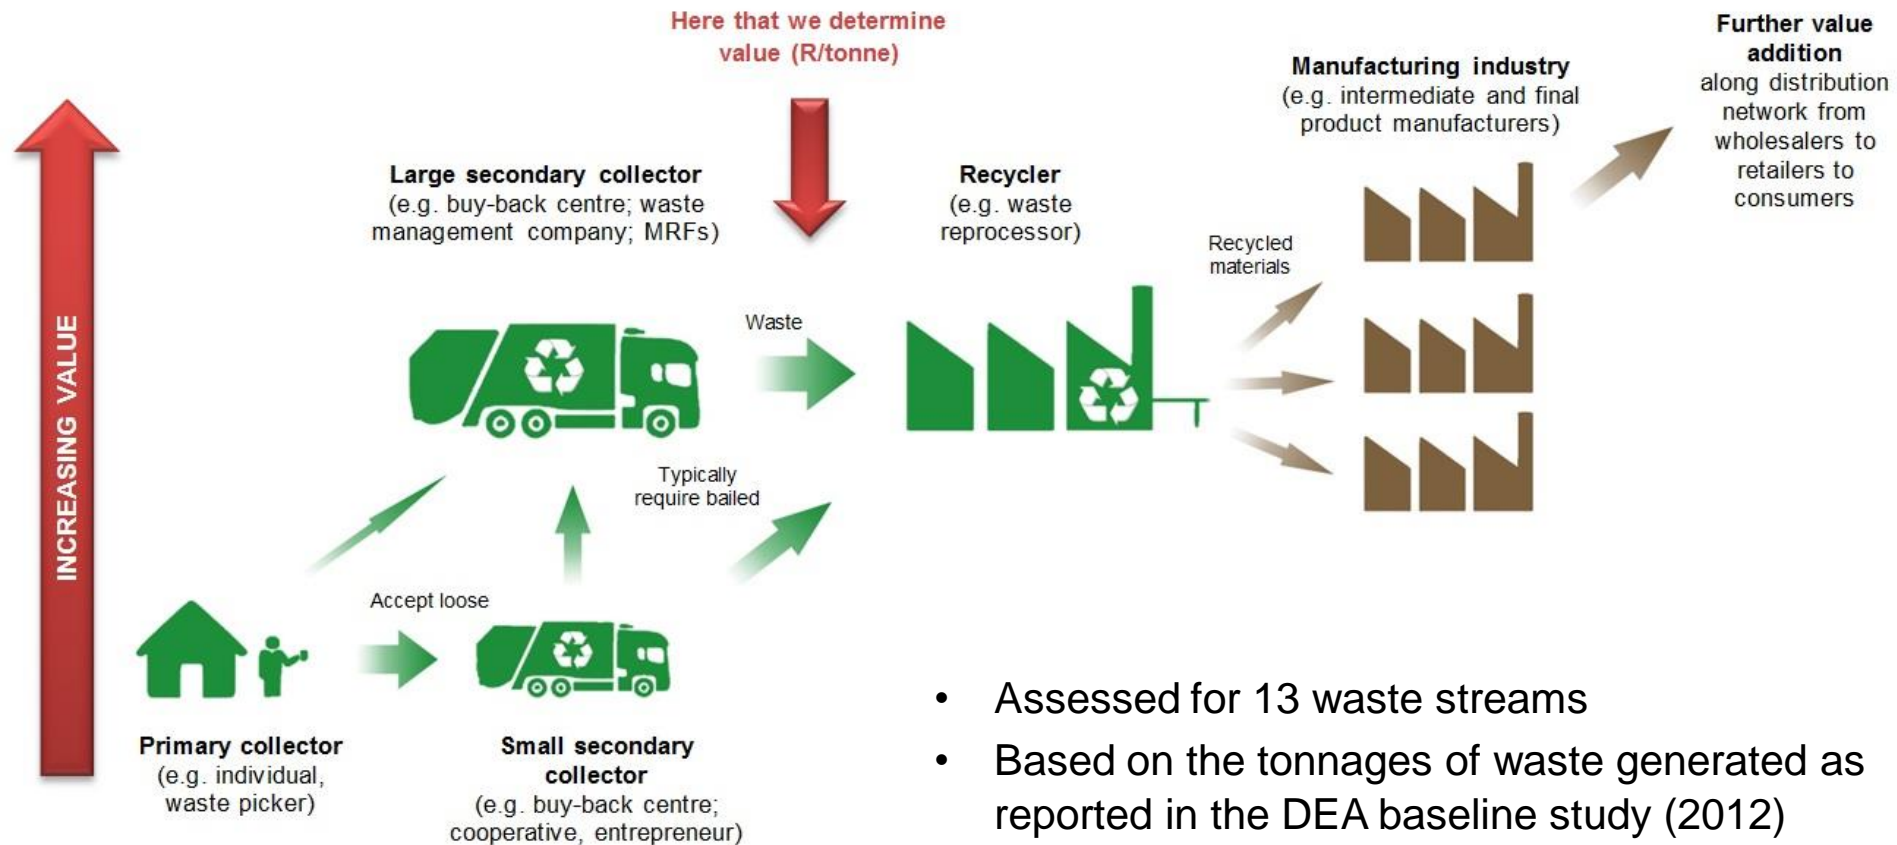 Here that we determine
value (R/tonne)
Further value
addition
along distribution
network from
wholesalers to
retailers to
consumers
Manufacturing industry
(e.g. intermediate and final
product manufacturers)
Large secondary collector
(e.g. buy-back centre; waste
management company; MRFs)
Recycler
(e.g. waste
reprocessor)
Recycled
materials
INCREASING VALUE
Waste
Typically
require bailed
Accept loose
Primary collector
(e.g. individual,
waste picker)
Small secondary
collector
(e.g. buy-back centre;
cooperative, entrepreneur)
• Assessed for 13 waste streams
• Based on the tonnages of waste generated as
reported in the DEA baseline study (2012)